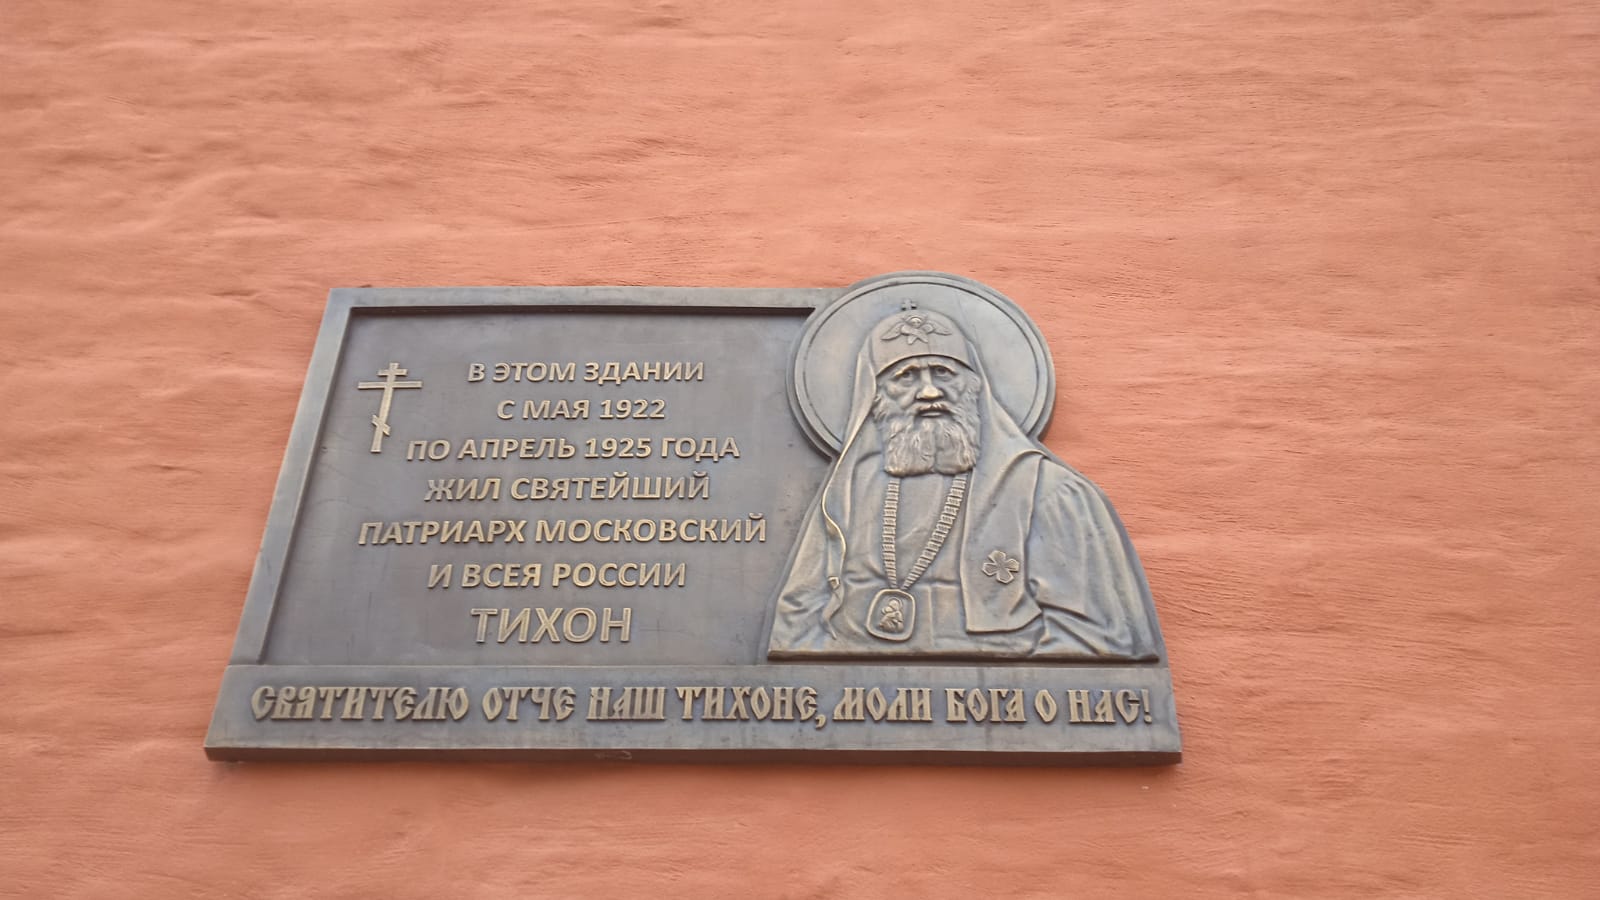 В ЭТОМ ЗДАНИИ
С МАЯ 1922
ПО АПРЕЛЬ 1925 ГОДА
ЖИЛ СВЯТЕЙШИЙ
ПАТРИАРХ МОСКОВСКИЙ
И ВСЕЯ РОССИИ
ТИХОН
СВЯТИТЕЛЮ ОТЧЕ НАШ ТИХОНЕ, МОЛИ БОГА О НАС!